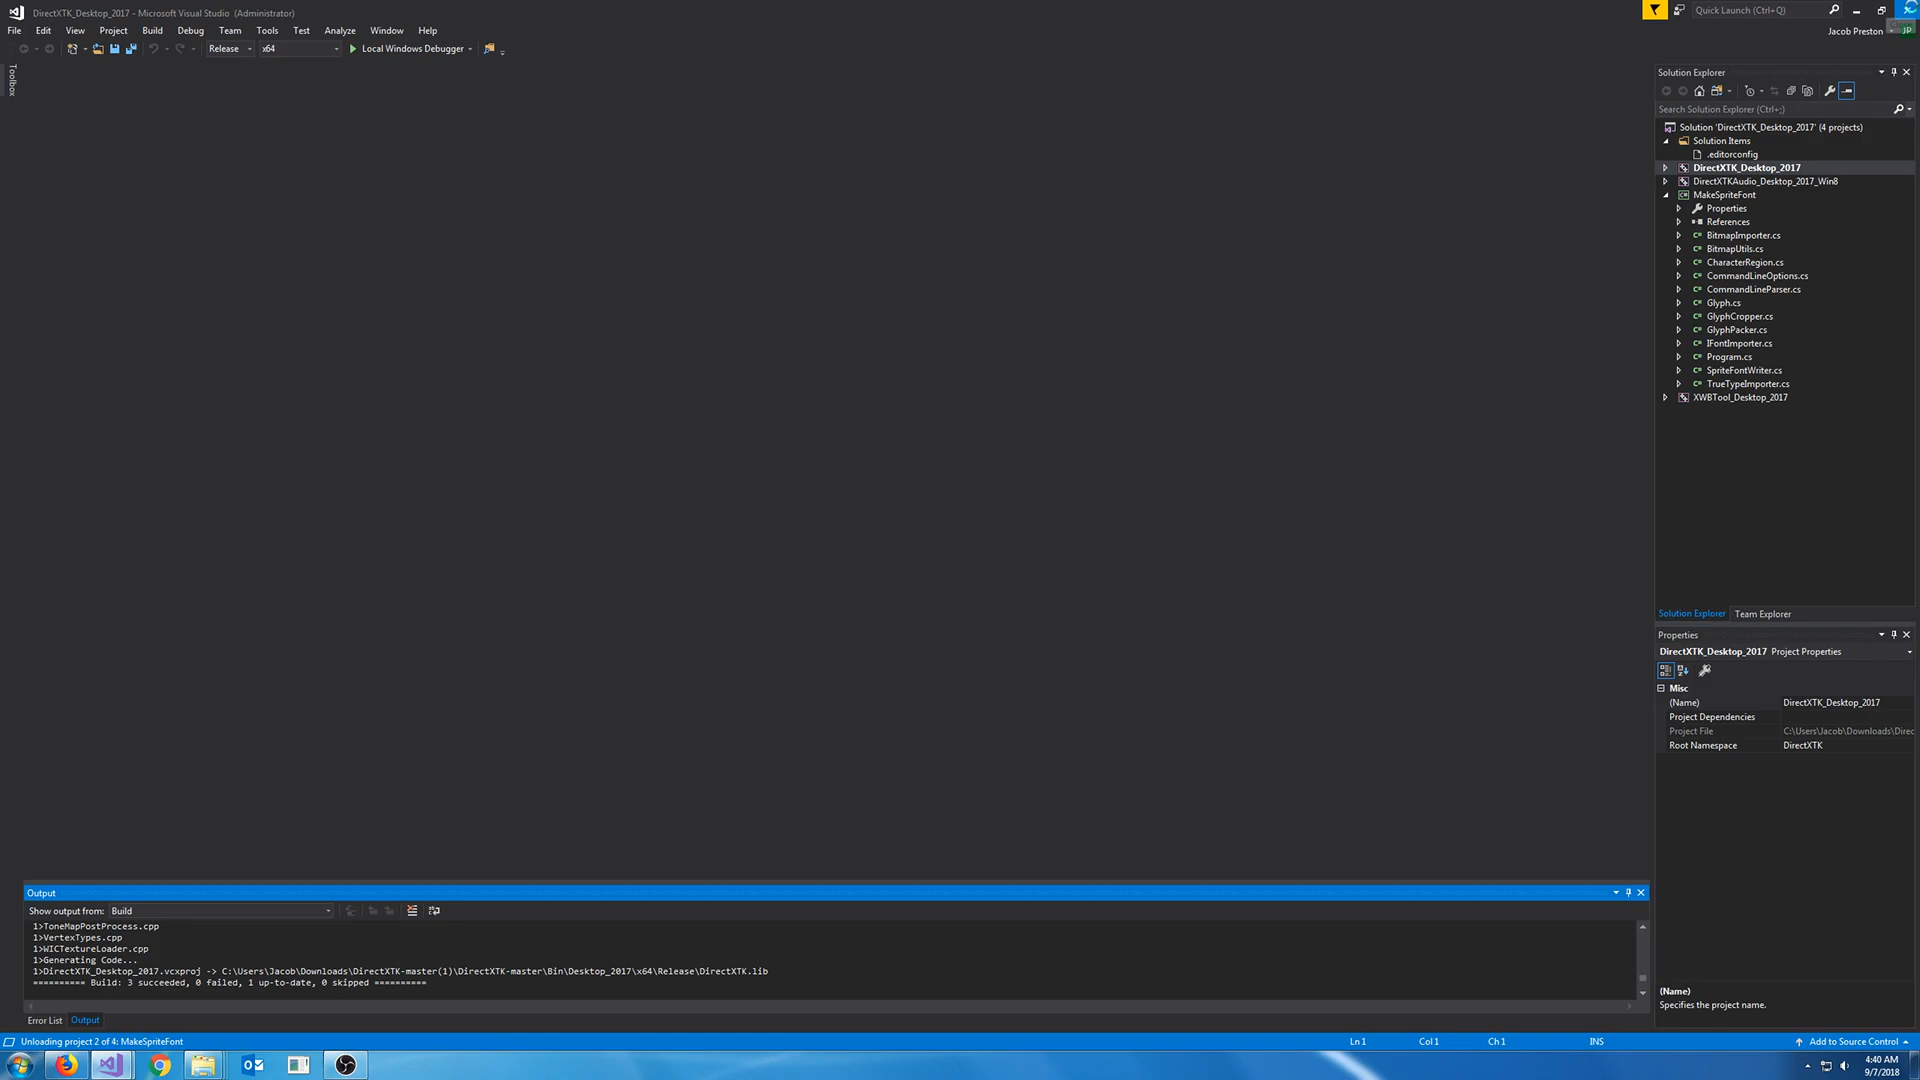 DirectXTK_Desktop_2017 - Microsoft Visual Studio (Administrator)
Quick Launch (Ctrl+Q)
File Edit View Project Build Debug Team Tools Test Analyze Window Help
Jacob Preston
JP
Release x64 Local Windows Debugger
Toolbox
Solution Explorer
Search Solution Explorer (Ctrl+;)
Solution 'DirectXTK_Desktop_2017' (4 projects)
Solution Items
.editorconfig
DirectXTK_Desktop_2017
DirectXTKAudio_Desktop_2017_Win8
MakeSpriteFont
Properties
References
C# BitmapImporter.cs
C# BitmapUtils.cs
C# CharacterRegion.cs
C# CommandLineOptions.cs
C# CommandLineParser.cs
C# Glyph.cs
C# GlyphCropper.cs
C# GlyphPacker.cs
C# IFontImporter.cs
C# Program.cs
C# SpriteFontWriter.cs
C# TrueTypeImporter.cs
XWBTool_Desktop_2017
Solution Explorer Team Explorer
Properties
DirectXTK_Desktop_2017 Project Properties
Misc
(Name) DirectXTK_Desktop_2017
Project Dependencies
Project File C:\Users\Jacob\Downloads\Direc
Root Namespace DirectXTK
(Name)
Specifies the project name.
Output
Show output from: Build
1>ToneMapPostProcess.cpp
1>VertexTypes.cpp
1>WICTextureLoader.cpp
1>Generating Code...
1>DirectXTK_Desktop_2017.vcxproj -> C:\Users\Jacob\Downloads\DirectXTK-master(1)\DirectXTK-master\Bin\Desktop_2017\x64\Release\DirectXTK.lib
========== Build: 3 succeeded, 0 failed, 1 up-to-date, 0 skipped ==========
Error List Output
Unloading project 2 of 4: MakeSpriteFont
Ln 1 Col 1 Ch 1 INS
Add to Source Control
4:40 AM
9/7/2018